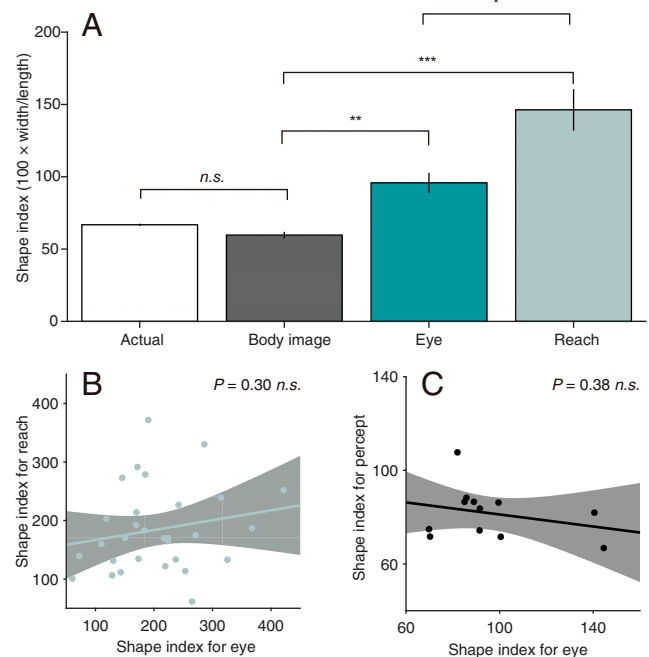 A
Shape index (100 × width/length)
200
150
100
50
0
n.s.
**
***
Actual
Body image
Eye
Reach
B
P = 0.30 n.s.
Shape index for reach
400
300
200
100
100
200
300
400
Shape index for eye
C
P = 0.38 n.s.
Shape index for percept
140
100
60
60
100
140
Shape index for eye